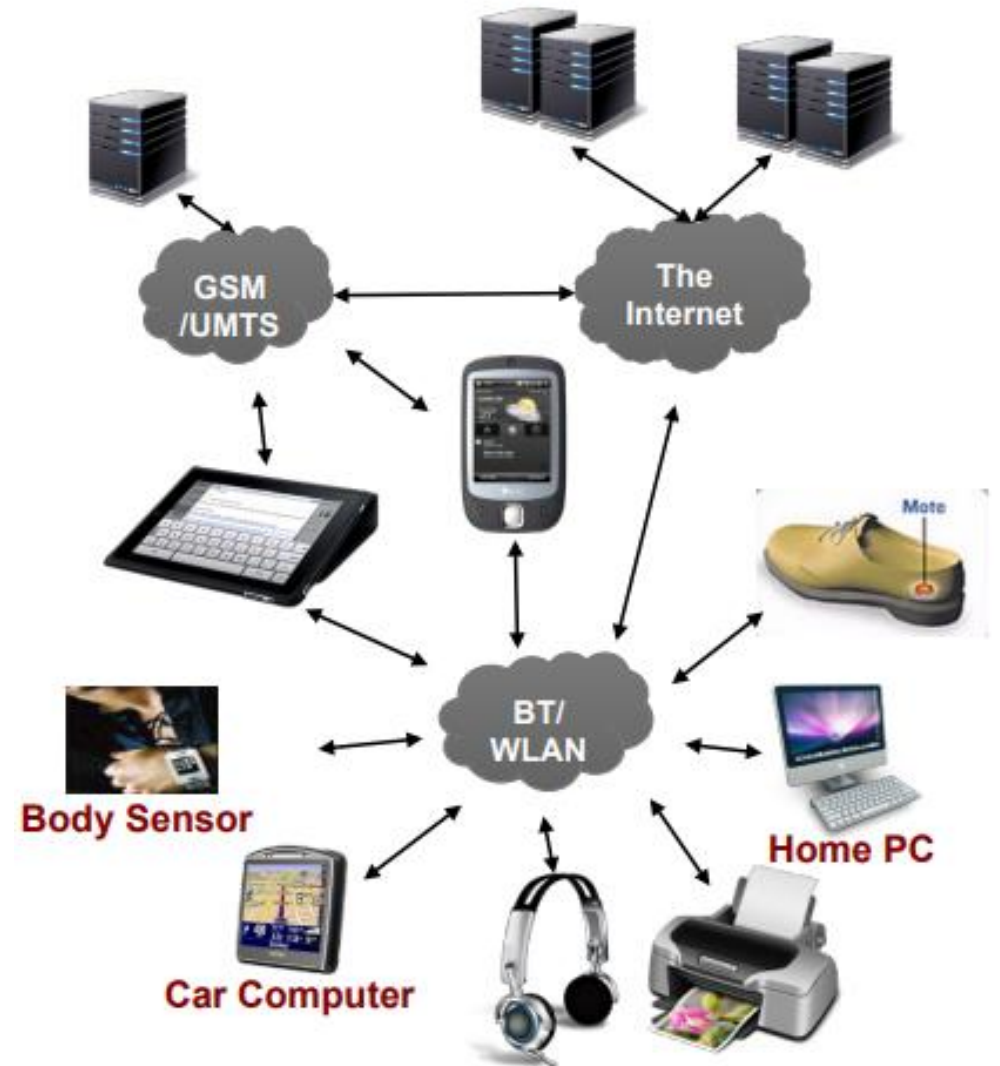 GSM
/UMTS
The
Internet
Mote
BT/
WLAN
Body Sensor
Home PC
Car Computer